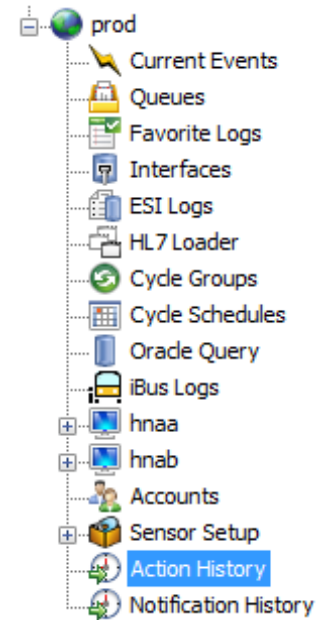 prod
Current Events
Queues
Favorite Logs
Interfaces
ESI Logs
HL7 Loader
Cycle Groups
Cycle Schedules
Oracle Query
iBus Logs
hnaa
hnab
Accounts
Sensor Setup
Action History
Notification History